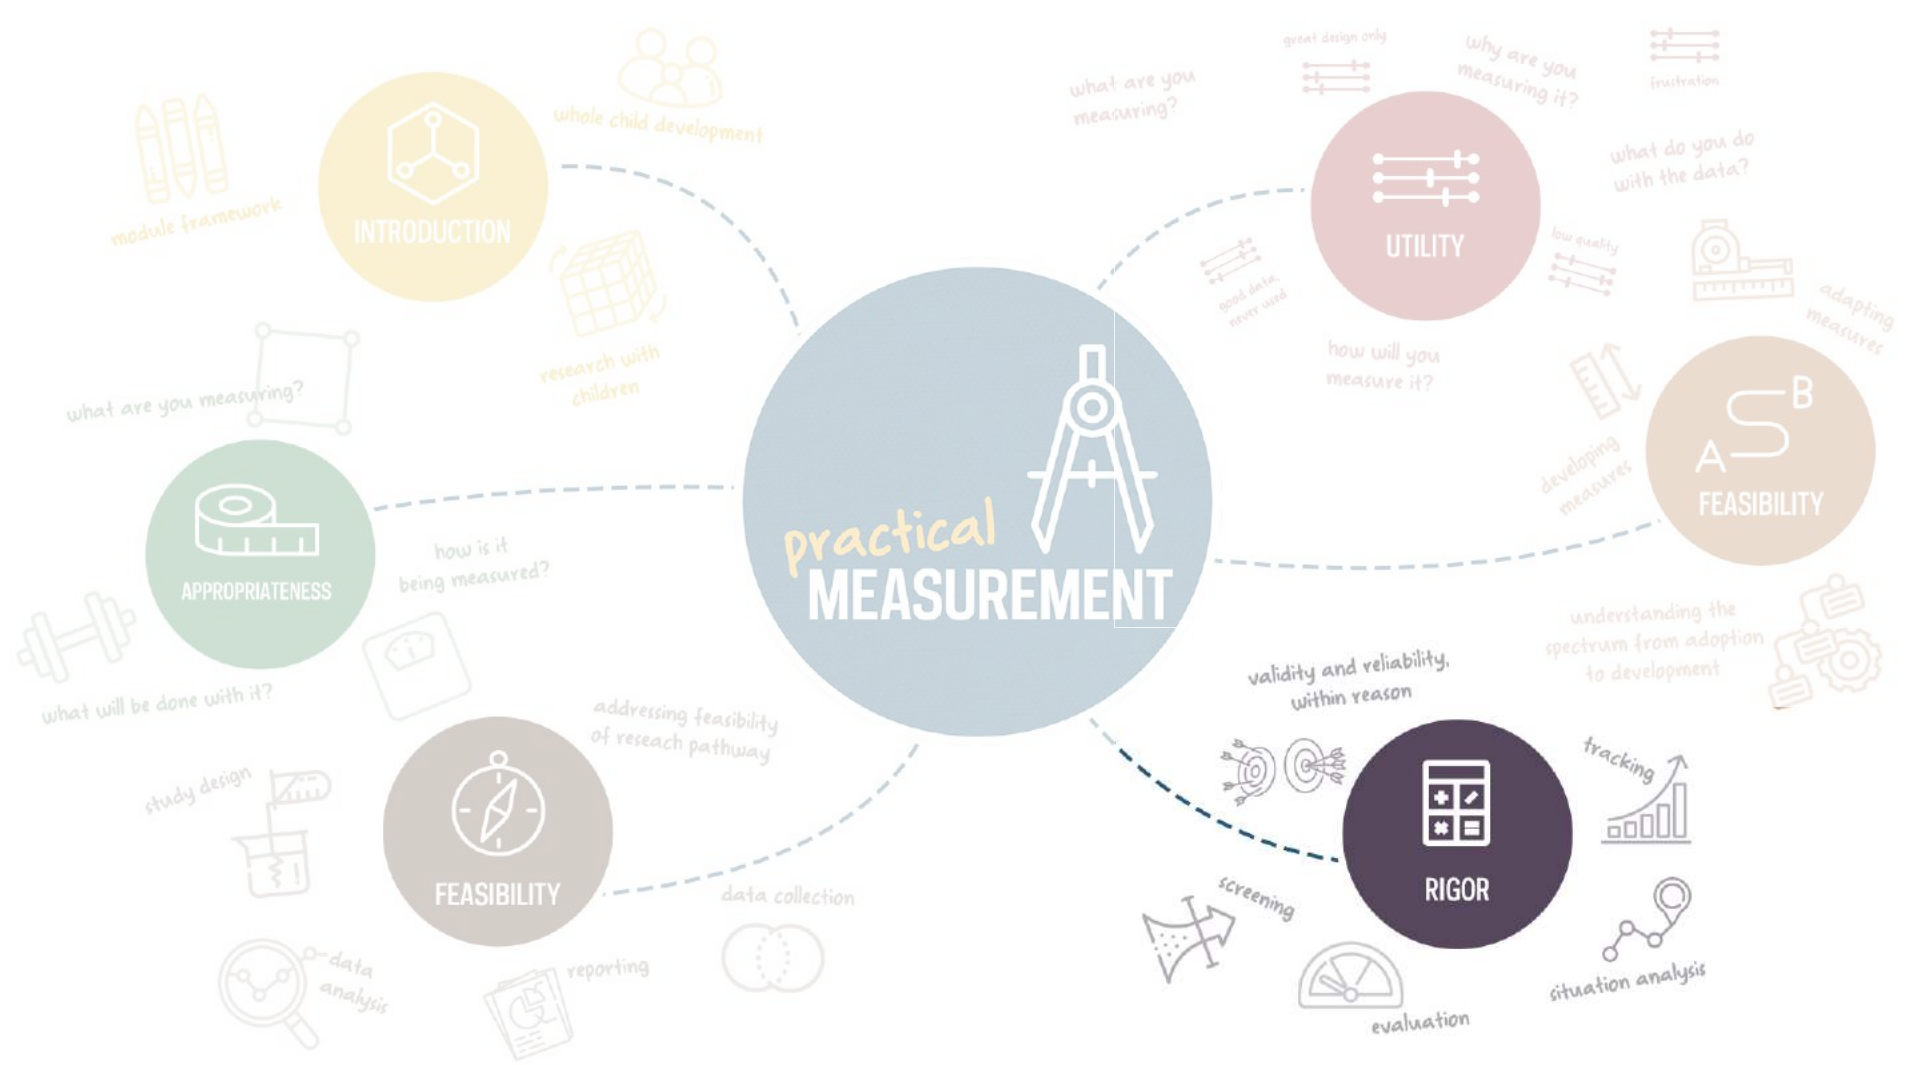 practical
MEASUREMENT
INTRODUCTION
module framework
whole child development
research with
children
APPROPRIATENESS
what are you measuring?
how is it
being measured?
what will be done with it?
FEASIBILITY
addressing feasibility
of reseach pathway
study design
data
analysis
reporting
data collection
UTILITY
what are you
measuring?
great design only
why are you
measuring it?
frustration
what do you do
with the data?
low quality
good data,
never used
how will you
measure it?
A
B
FEASIBILITY
adapting
measures
developing
measures
understanding the
spectrum from adoption
to development
RIGOR
validity and reliability,
within reason
tracking
screening
evaluation
situation analysis